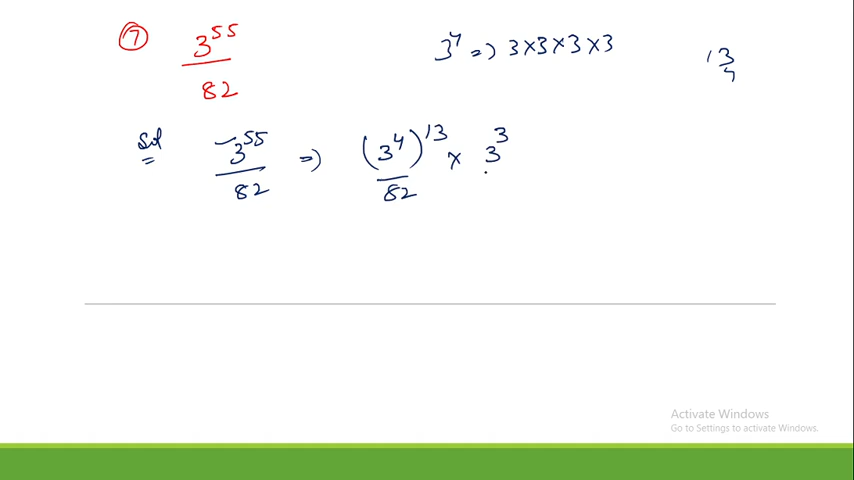 7 3^55 / 82
3^4 => 3×3×3×3
13
4
Sol 3^55 / 82 => (3^4)^13 / 82 × 3^3
Activate Windows
Go to Settings to activate Windows.